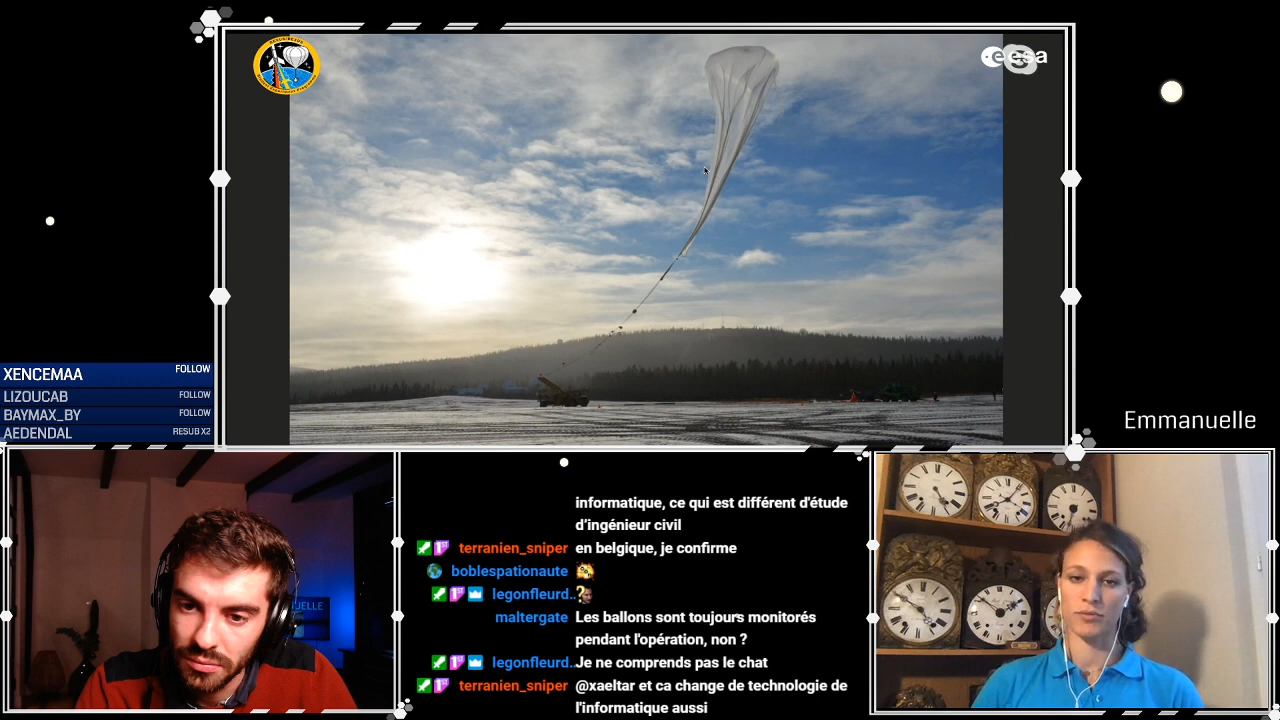 esa
XENCEMAA FOLLOW
LIZOUCAB FOLLOW
BAYMAX_BY FOLLOW
AEDENDAL RESUB X2
Emmanuelle
informatique, ce qui est différent d'étude
d'ingénieur civil
terranien_sniper en belgique, je confirme
boblespationaute
legonfleurd..
maltergate Les ballons sont toujours monitorés
pendant l'opération, non ?
legonfleurd.. Je ne comprends pas le chat
terranien_sniper @xaeltar et ca change de technologie de
l'informatique aussi